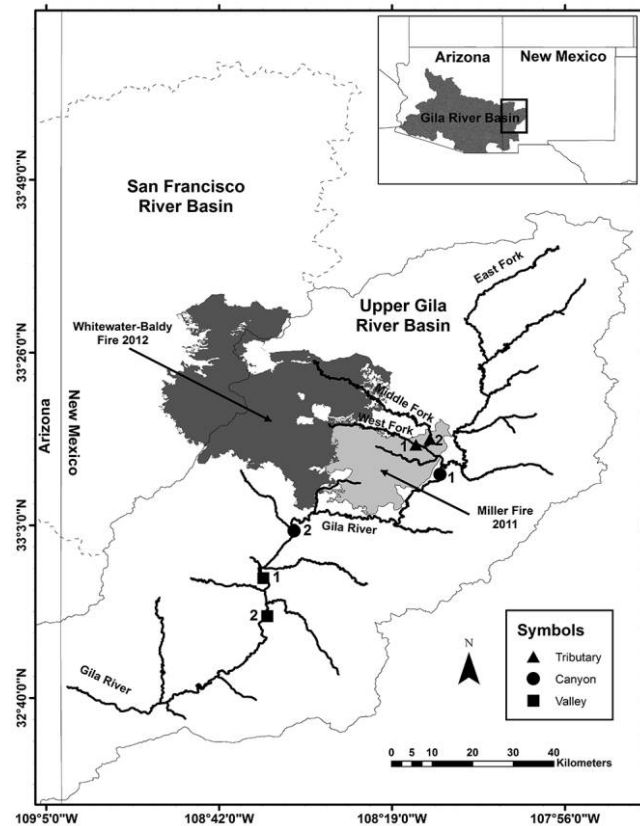 Arizona
New Mexico
Gila River Basin
San Francisco
River Basin
East Fork
Upper Gila
River Basin
Whitewater-Baldy
Fire 2012
Middle Fork
West Fork
1
2
1
Miller Fire
2011
Gila River
2
1
2
Gila River
Arizona
New Mexico
Symbols
Tributary
Canyon
Valley
N
0 5 10 20 30 40
Kilometers
33°49'0"N
33°26'0"N
33°3'0"N
32°40'0"N
109°5'0"W
108°42'0"W
108°19'0"W
107°56'0"W